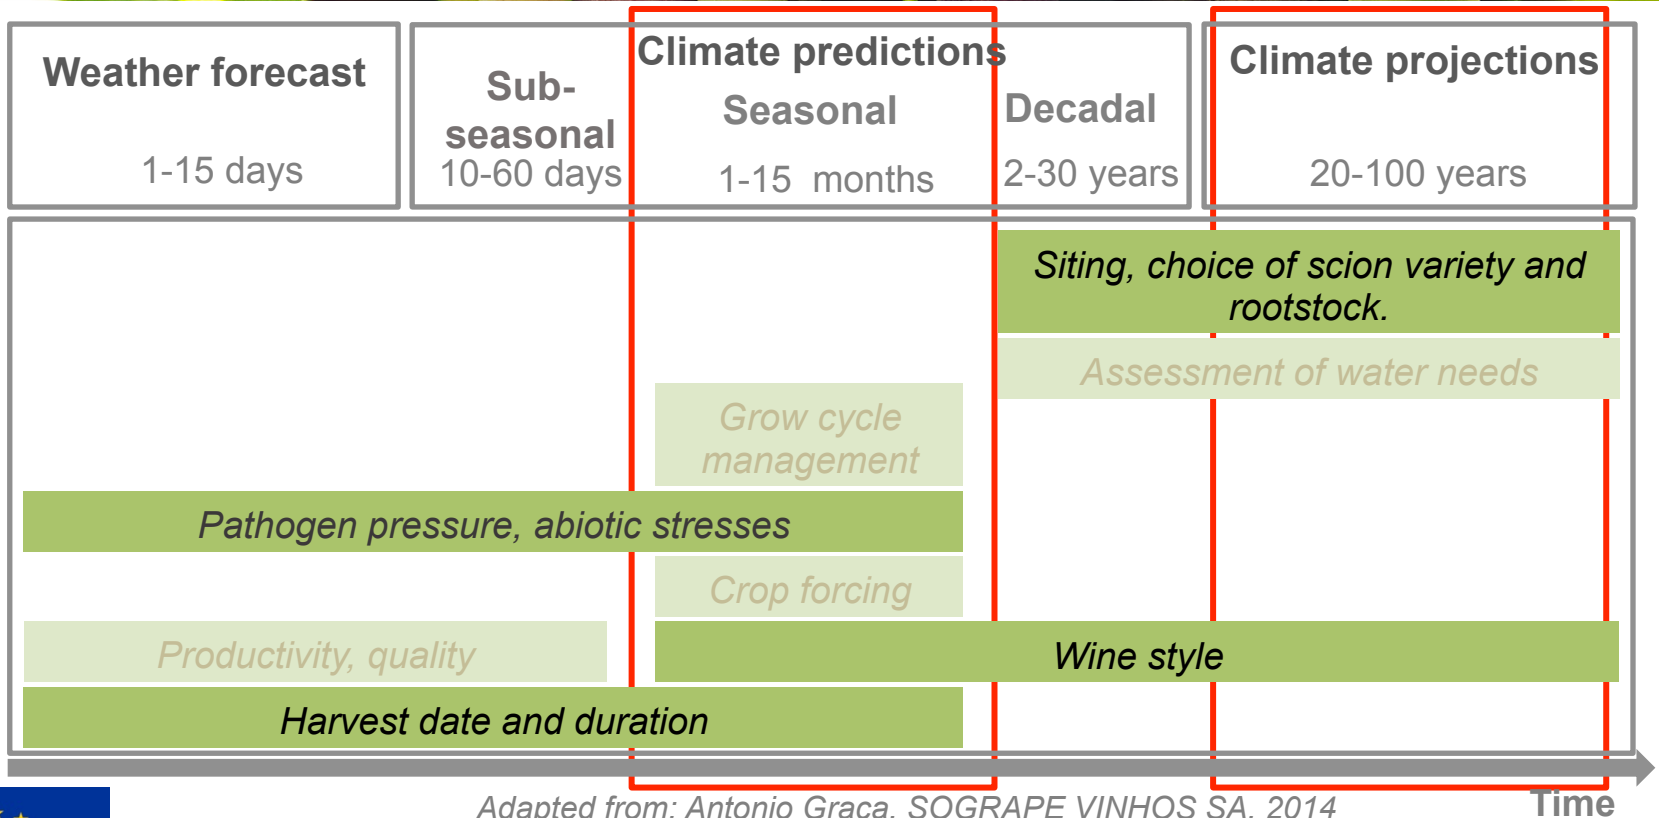 Weather forecast
1-15 days
Climate predictions
Sub-
seasonal
10-60 days
Seasonal
1-15 months
Decadal
2-30 years
Climate projections
20-100 years
Siting, choice of scion variety and
rootstock.
Assessment of water needs
Grow cycle
management
Pathogen pressure, abiotic stresses
Crop forcing
Productivity, quality
Wine style
Harvest date and duration
Adapted from: Antonio Graca, SOGRAPE VINHOS SA, 2014
Time